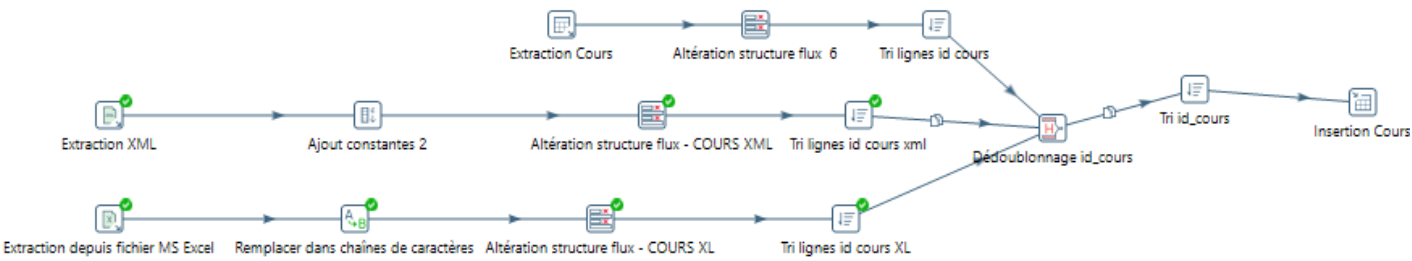 Extraction Cours
Altération structure flux 6
Tri lignes id cours
Extraction XML
Ajout constantes 2
Altération structure flux - COURS XML
Tri lignes id cours xml
Dédoublonnage id_cours
Tri id_cours
Insertion Cours
Extraction depuis fichier MS Excel
Remplacer dans chaînes de caractères
Altération structure flux - COURS XL
Tri lignes id cours XL